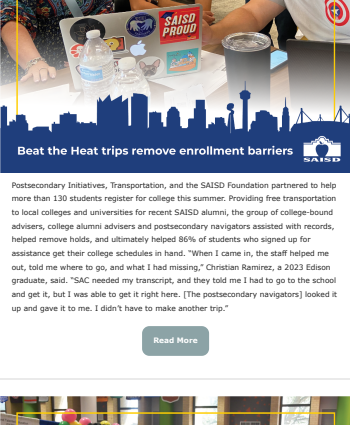 SAISD
PROUD
Beat the Heat trips remove enrollment barriers
SAISD
Postsecondary Initiatives, Transportation, and the SAISD Foundation partnered to help
more than 130 students register for college this summer. Providing free transportation
to local colleges and universities for recent SAISD alumni, the group of college-bound
advisers, college alumni advisers and postsecondary navigators assisted with records,
helped remove holds, and ultimately helped 86% of students who signed up for
assistance get their college schedules in hand. “When I came in, the staff helped me
out, told me where to go, and what I had missing,” Christian Ramirez, a 2023 Edison
graduate, said. “SAC needed my transcript, and they told me I had to go to the school
and get it, but I was able to get it right here. [The postsecondary navigators] looked it
up and gave it to me. I didn’t have to make another trip.”
Read More